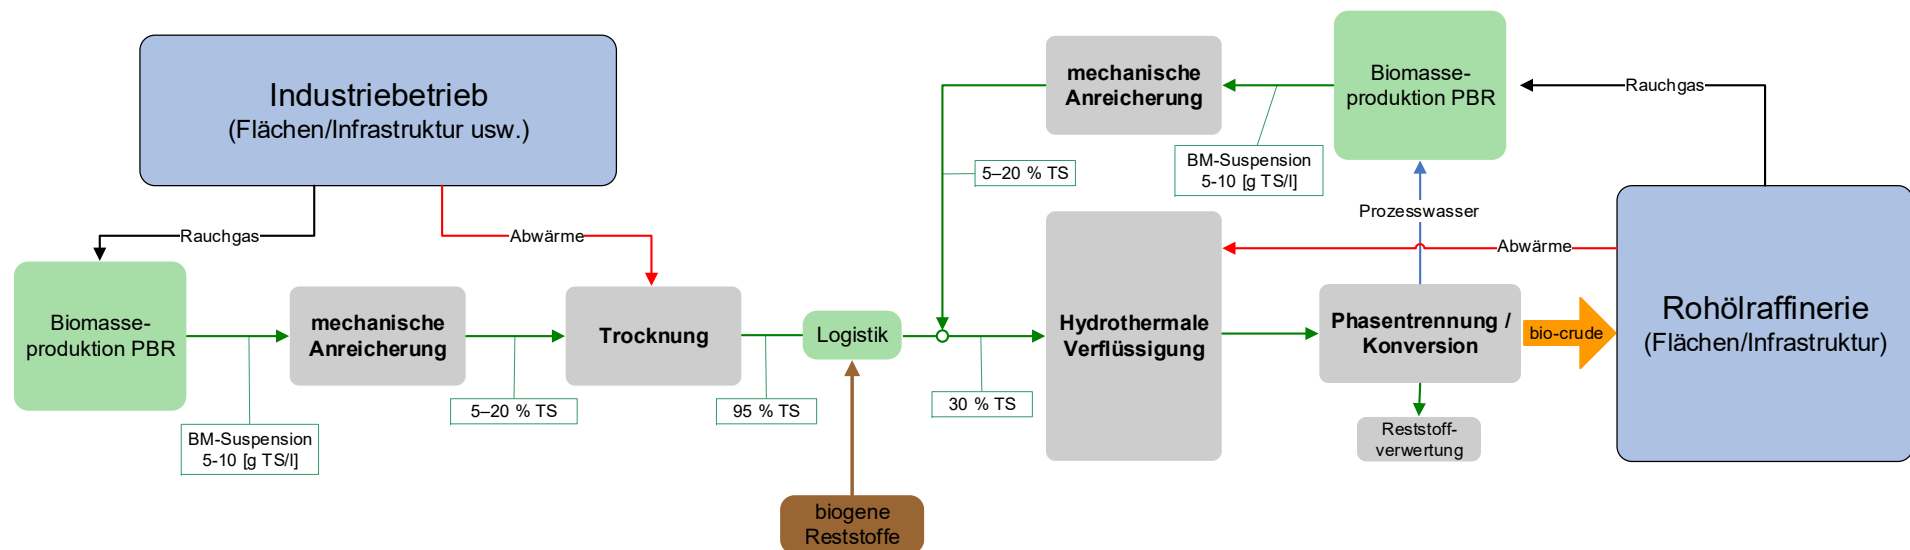 Industriebetrieb
(Flächen/Infrastruktur usw.)
Rauchgas
Abwärme
Biomasse-
produktion PBR
mechanische
Anreicherung
Trocknung
Logistik
BM-Suspension
5-10 [g TS/l]
5–20 % TS
95 % TS
30 % TS
biogene
Reststoffe
mechanische
Anreicherung
Biomasse-
produktion PBR
Rauchgas
5–20 % TS
BM-Suspension
5-10 [g TS/l]
Prozesswasser
Abwärme
Hydrothermale
Verflüssigung
Phasentrennung /
Konversion
bio-crude
Rohölraffinerie
(Flächen/Infrastruktur)
Reststoff-
verwertung